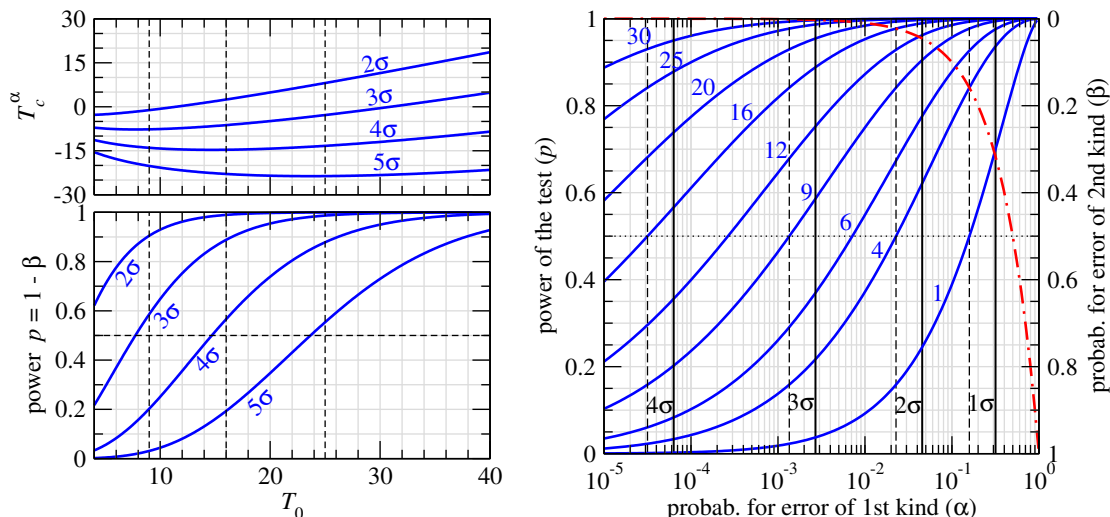 30
15
0
-15
-30
T_c^α
2σ
3σ
4σ
5σ
1
0.8
0.6
0.4
0.2
0
power p = 1 - β
2σ
3σ
4σ
5σ
10
20
30
40
T_0
1
0.8
0.6
0.4
0.2
0
power of the test (p)
30
25
20
16
12
9
6
4
1
4σ
3σ
2σ
1σ
0
0.2
0.4
0.6
0.8
1
probab. for error of 2nd kind (β)
10^-5
10^-4
10^-3
10^-2
10^-1
10^0
probab. for error of 1st kind (α)